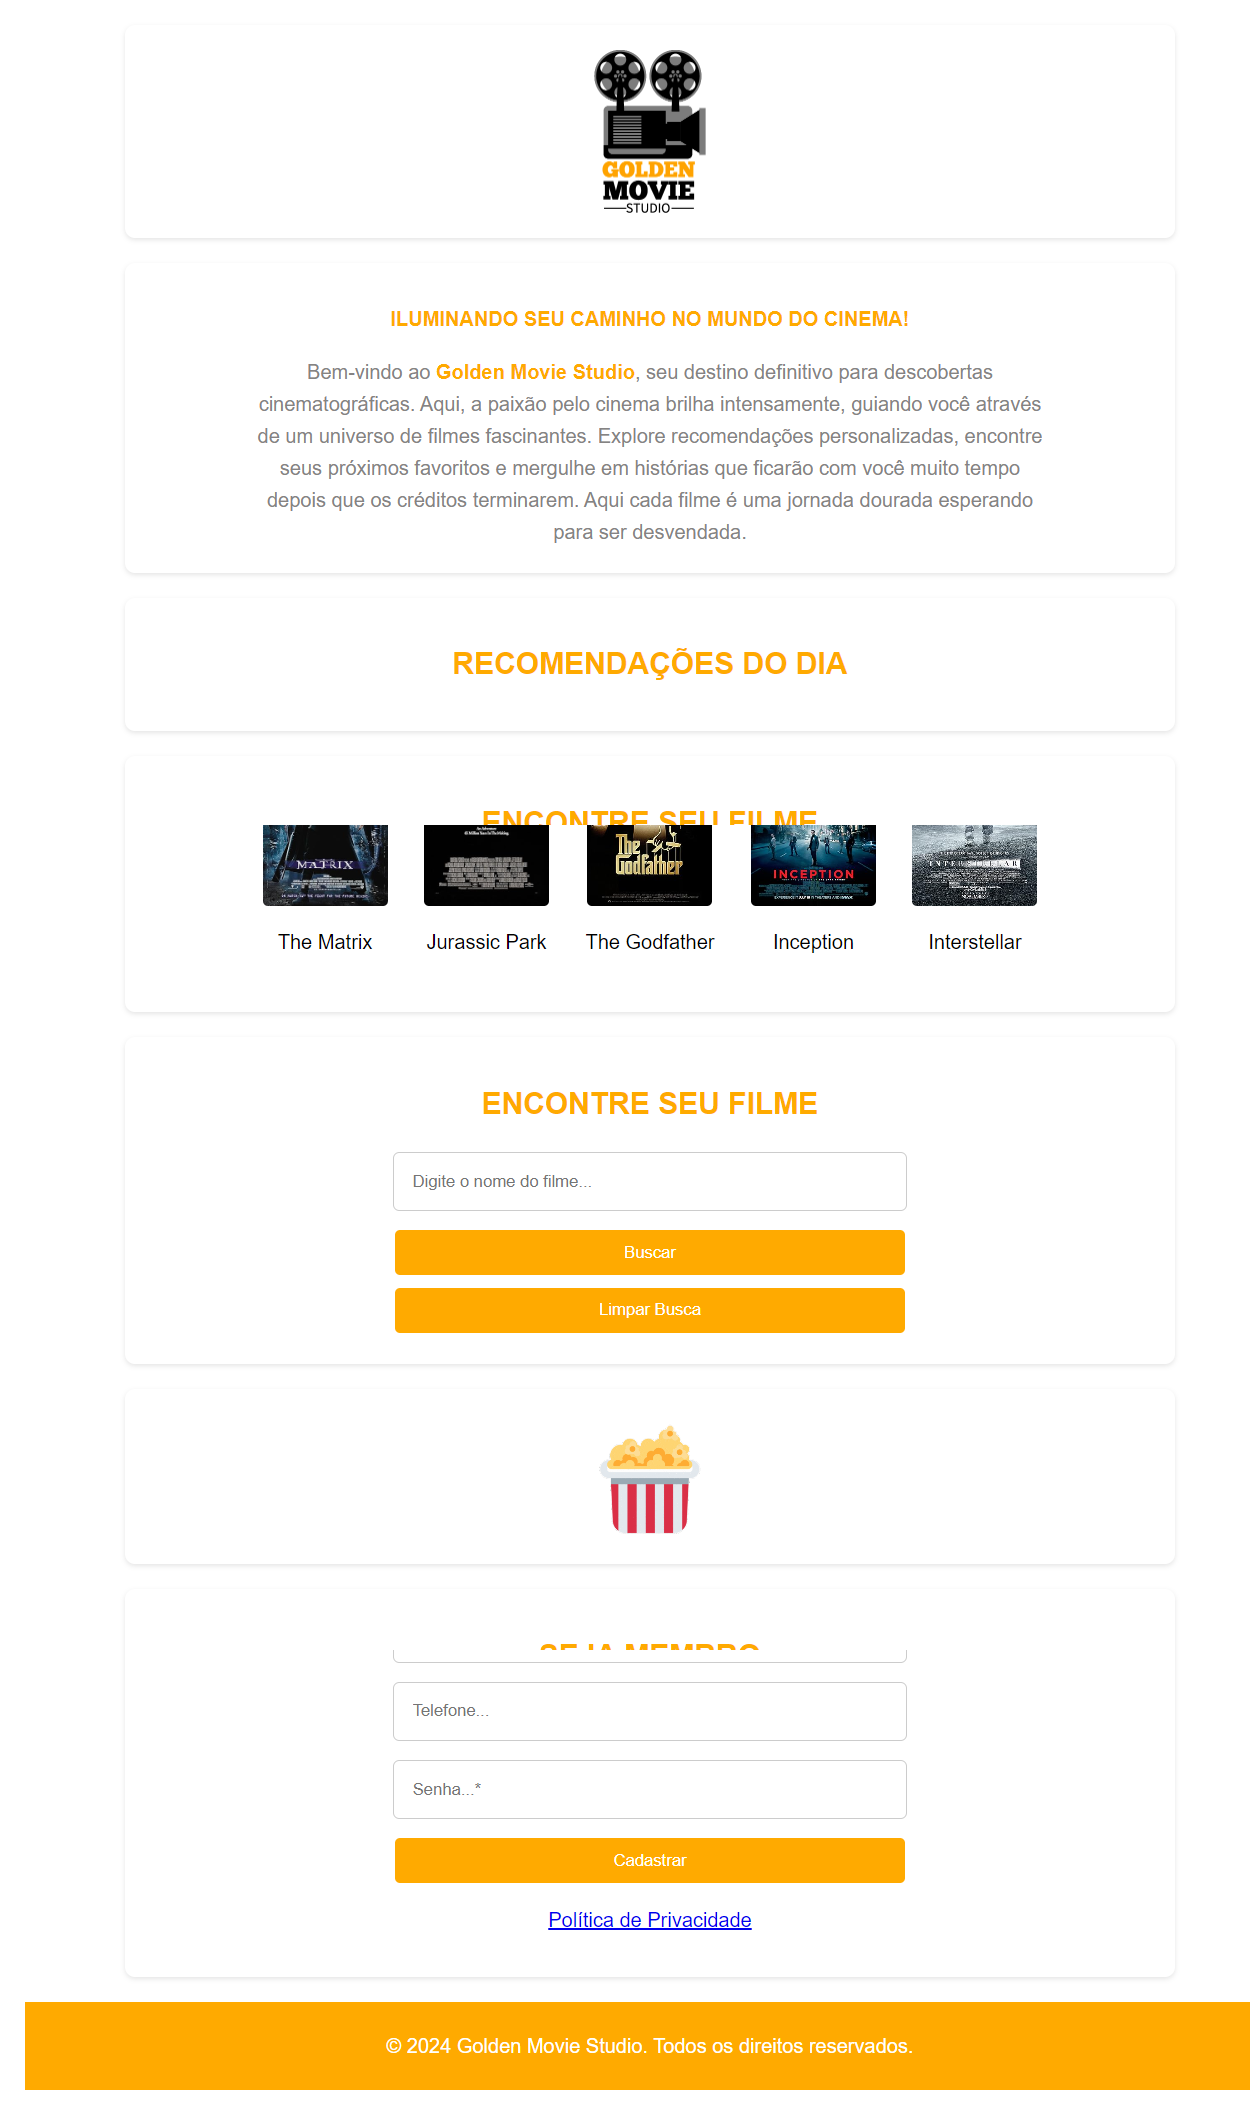 GOLDEN
MOVIE
STUDIO
ILUMINANDO SEU CAMINHO NO MUNDO DO CINEMA!
Bem-vindo ao Golden Movie Studio, seu destino definitivo para descobertas
cinematográficas. Aqui, a paixão pelo cinema brilha intensamente, guiando você através
de um universo de filmes fascinantes. Explore recomendações personalizadas, encontre
seus próximos favoritos e mergulhe em histórias que ficarão com você muito tempo
depois que os créditos terminarem. Aqui cada filme é uma jornada dourada esperando
para ser desvendada.
RECOMENDAÇÕES DO DIA
ENCONTRE SEU FILME
MATRIX
The
Godfather
INCEPTION
INTERSTELLAR
The Matrix
Jurassic Park
The Godfather
Inception
Interstellar
ENCONTRE SEU FILME
Digite o nome do filme...
Buscar
Limpar Busca
SEJA MEMBRO
Telefone...
Senha...*
Cadastrar
Política de Privacidade
© 2024 Golden Movie Studio. Todos os direitos reservados.